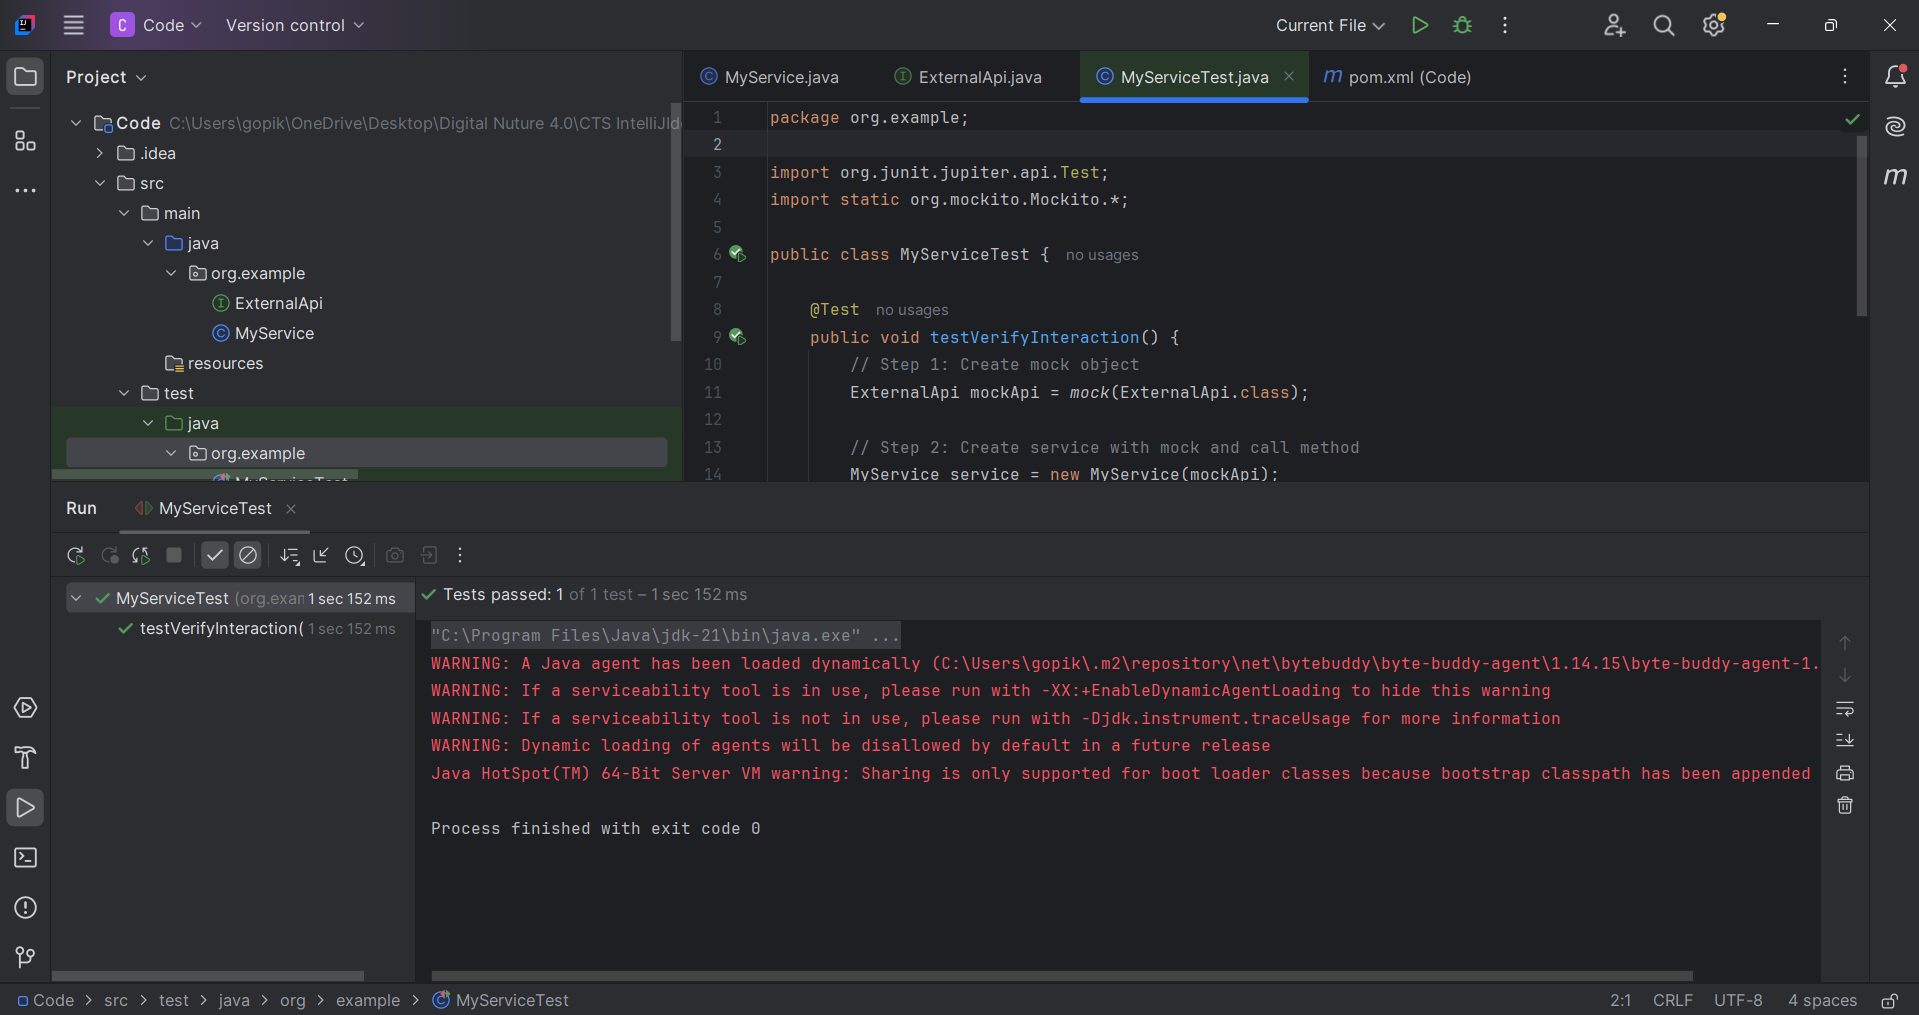 C Code Version control Current File
Project
Code C:\Users\gopik\OneDrive\Desktop\Digital Nuture 4.0\CTS IntelliJIde
.idea
src
main
java
org.example
ExternalApi
MyService
resources
test
java
org.example
MyServiceTest
MyService.java ExternalApi.java MyServiceTest.java pom.xml (Code)
1 package org.example;
2
3 import org.junit.jupiter.api.Test;
4 import static org.mockito.Mockito.*;
5
6 public class MyServiceTest { no usages
7
8 @Test no usages
9 public void testVerifyInteraction() {
10 // Step 1: Create mock object
11 ExternalApi mockApi = mock(ExternalApi.class);
12
13 // Step 2: Create service with mock and call method
14 MyService service = new MyService(mockApi);
Run MyServiceTest
MyServiceTest (org.exam 1 sec 152 ms
testVerifyInteraction( 1 sec 152 ms
Tests passed: 1 of 1 test – 1 sec 152 ms
"C:\Program Files\Java\jdk-21\bin\java.exe" ...
WARNING: A Java agent has been loaded dynamically (C:\Users\gopik\.m2\repository\net\bytebuddy\byte-buddy-agent\1.14.15\byte-buddy-agent-1.
WARNING: If a serviceability tool is in use, please run with -XX:+EnableDynamicAgentLoading to hide this warning
WARNING: If a serviceability tool is not in use, please run with -Djdk.instrument.traceUsage for more information
WARNING: Dynamic loading of agents will be disallowed by default in a future release
Java HotSpot(TM) 64-Bit Server VM warning: Sharing is only supported for boot loader classes because bootstrap classpath has been appended
Process finished with exit code 0
Code > src > test > java > org > example > MyServiceTest 2:1 CRLF UTF-8 4 spaces